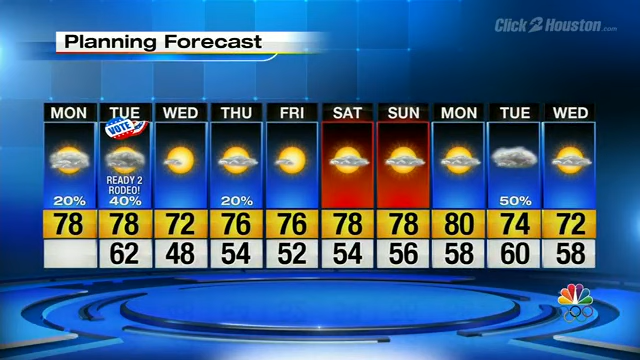 Click2Houston.com
Planning Forecast
MON TUE WED THU FRI SAT SUN MON TUE WED
VOTE
READY 2
RODEO!
20% 40% 20% 50%
78 78 72 76 76 78 78 80 74 72
62 48 54 52 54 56 58 60 58